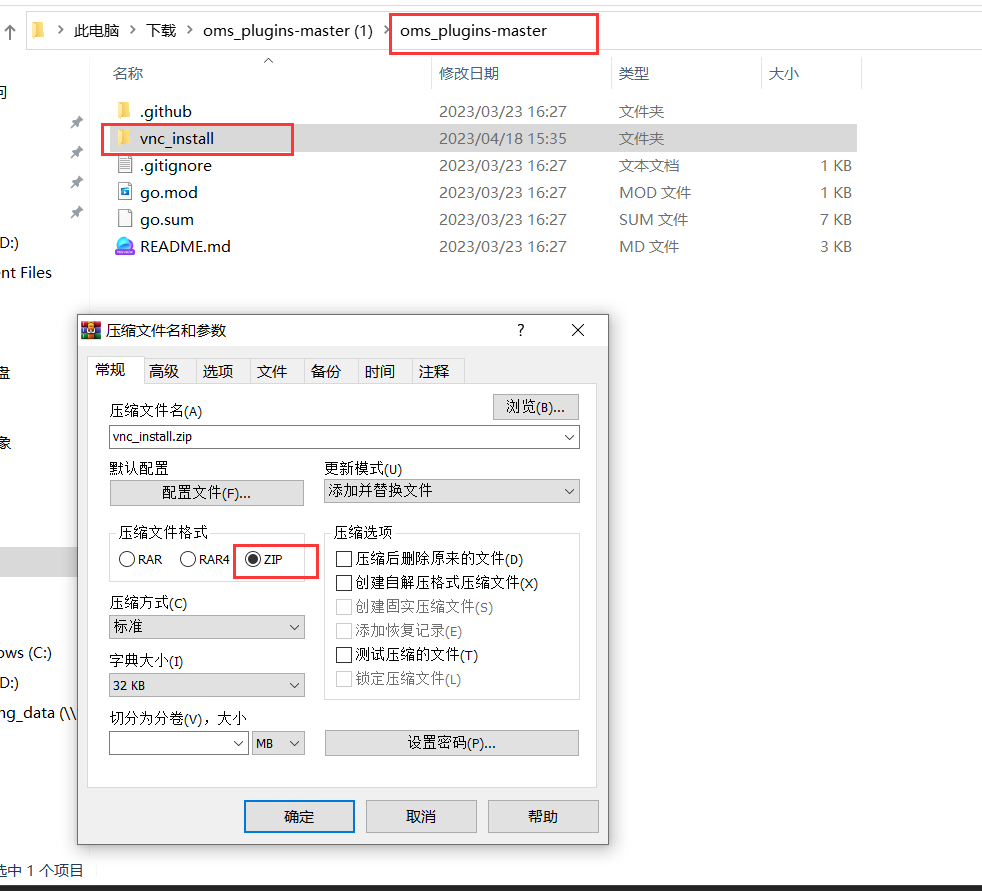 此电脑 下载 oms_plugins-master (1) oms_plugins-master
名称 修改日期 类型 大小
.github 2023/03/23 16:27 文件夹
vnc_install 2023/04/18 15:35 文件夹
.gitignore 2023/03/23 16:27 文本文档 1 KB
go.mod 2023/03/23 16:27 MOD 文件 1 KB
go.sum 2023/03/23 16:27 SUM 文件 7 KB
README.md 2023/03/23 16:27 MD 文件 3 KB
D:)
nt Files
盘
象
ows (C:)
D:)
ng_data (\\
压缩文件名和参数 ?
常规 高级 选项 文件 备份 时间 注释
压缩文件名(A)
浏览(B)...
vnc_install.zip
默认配置
配置文件(F)...
更新模式(U)
添加并替换文件
压缩文件格式
RAR RAR4 ZIP
压缩方式(C)
标准
字典大小(I)
32 KB
切分为分卷(V)，大小
MB
压缩选项
压缩后删除原来的文件(D)
创建自解压格式压缩文件(X)
创建固实压缩文件(S)
添加恢复记录(E)
测试压缩的文件(T)
锁定压缩文件(L)
设置密码(P)...
确定 取消 帮助
选中 1 个项目